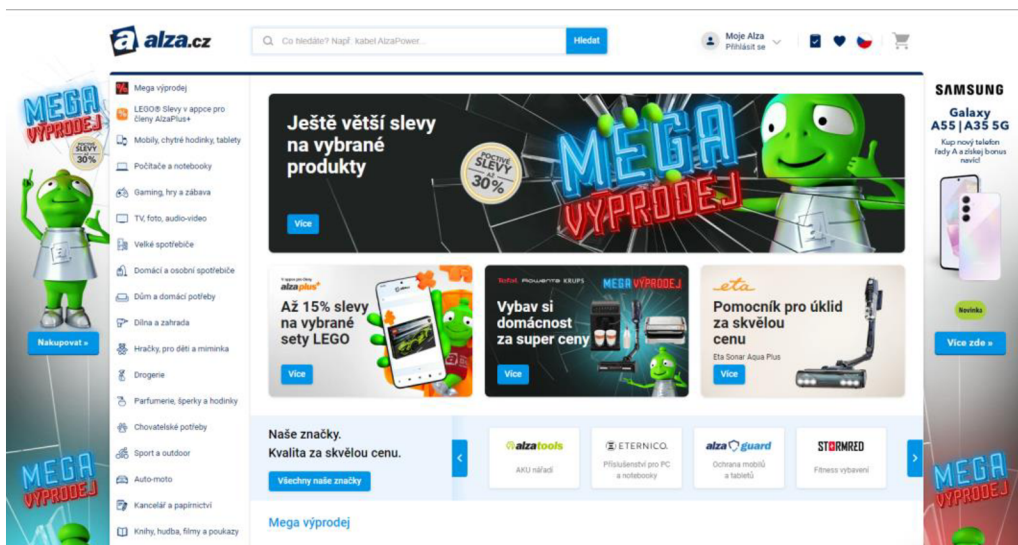 alza.cz
Co hledáte? Např. kabel AlzaPower...
Hledat
Moje Alza
Přihlásit se
MEGA
VÝPRODEJ
POCTIVÉ
SLEVY
AŽ
30%
Nakupovat »
MEGA
VÝPRODEJ
Mega výprodej
LEGO® Slevy v appce pro
členy AlzaPlus+
Mobily, chytré hodinky, tablety
Počítače a notebooky
Gaming, hry a zábava
TV, foto, audio-video
Velké spotřebiče
Domácí a osobní spotřebiče
Dům a domácí potřeby
Dílna a zahrada
Hračky, pro děti a miminka
Drogerie
Parfumerie, šperky a hodinky
Chovatelské potřeby
Sport a outdoor
Auto-moto
Kancelář a papírnictví
Knihy, hudba, filmy a poukazy
Ještě větší slevy
na vybrané
produkty
Více
POCTIVÉ
SLEVY
AŽ
30%
MEGA
VÝPRODEJ
V appce pro členy
alzaplus+
Až 15% slevy
na vybrané
sety LEGO
Více
Tefal Rowenta KRUPS
MEGA VÝPRODEJ
Vybav si
domácnost
za super ceny
Více
eta
Pomocník pro úklid
za skvělou
cenu
Eta Sonar Aqua Plus
Více
Naše značky.
Kvalita za skvělou cenu.
Všechny naše značky
alzatools
AKU nářadí
ETERNICO.
Příslušenství pro PC
a notebooky
alza guard
Ochrana mobilů
a tabletů
STORMRED
Fitness vybavení
Mega výprodej
SAMSUNG
Galaxy
A55 | A35 5G
Kup nový telefon
řady A a získej bonus
navíc!
Novinka
Více zde »
MEGA
VÝPRODEJ